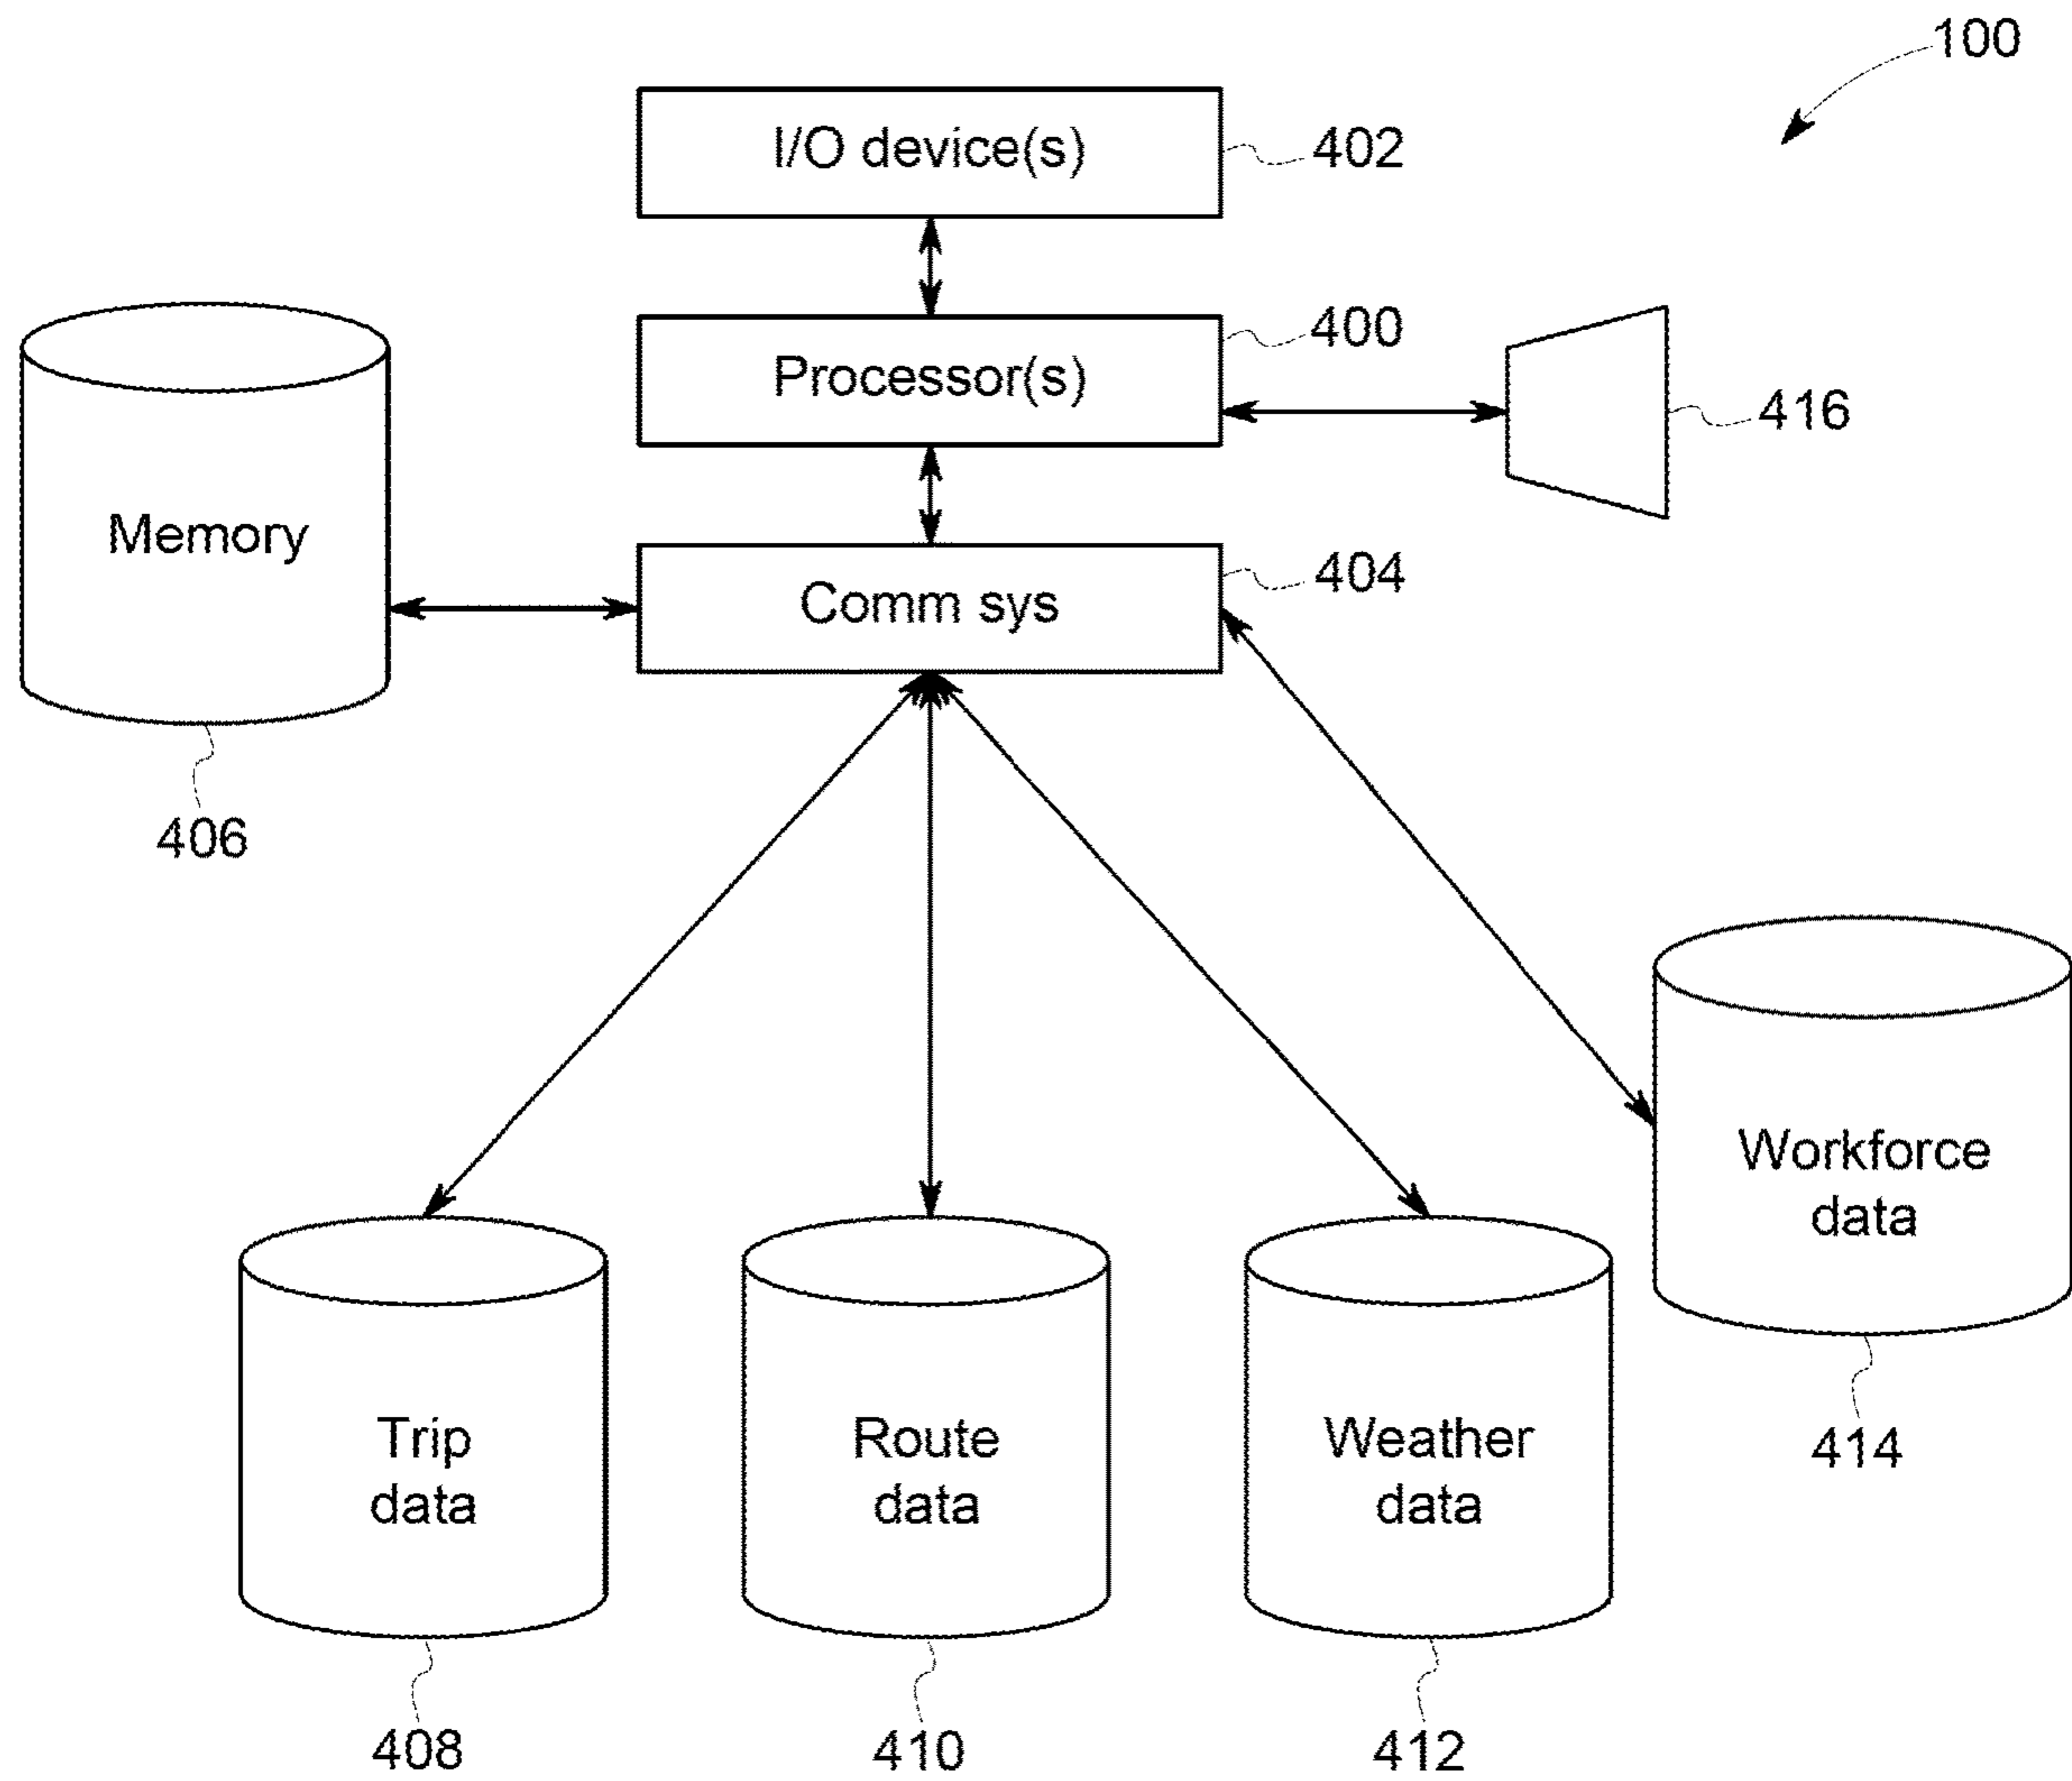 100
I/O device(s)
402
400
Processor(s)
416
Memory
404
Comm sys
406
Workforce
data
414
Trip
data
Route
data
Weather
data
408
410
412